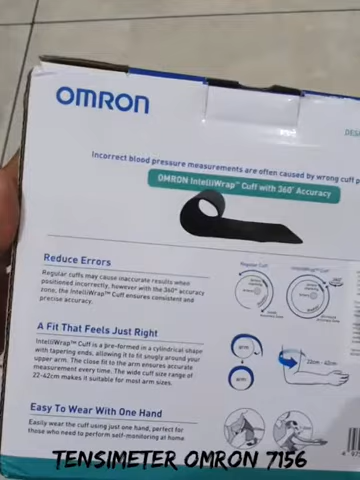 OMRON
Incorrect blood pressure measurements are often caused by wrong cuff p
OMRON IntelliWrap™ Cuff with 360° Accuracy
Reduce Errors
Regular cuffs may cause inaccurate results when
positioned incorrectly, however with the 360° accuracy
zone, the IntelliWrap™ Cuff ensures consistent and
precise accuracy.
Regular Cuff
IntelliWrap™ Cuff
360°
A Fit That Feels Just Right
IntelliWrap™ Cuff is a pre-formed in a cylindrical shape
with tapering ends, allowing it to fit snugly around your
upper arm. The close fit to the arm ensures accurate
measurement every time. The wide cuff size range of
22-42cm makes it suitable for most arm sizes.
arm
arm
22cm - 42cm
Easy To Wear With One Hand
Easily wear the cuff using just one hand, perfect for
those who need to perform self-monitoring at home
TENSIMETER OMRON 7156